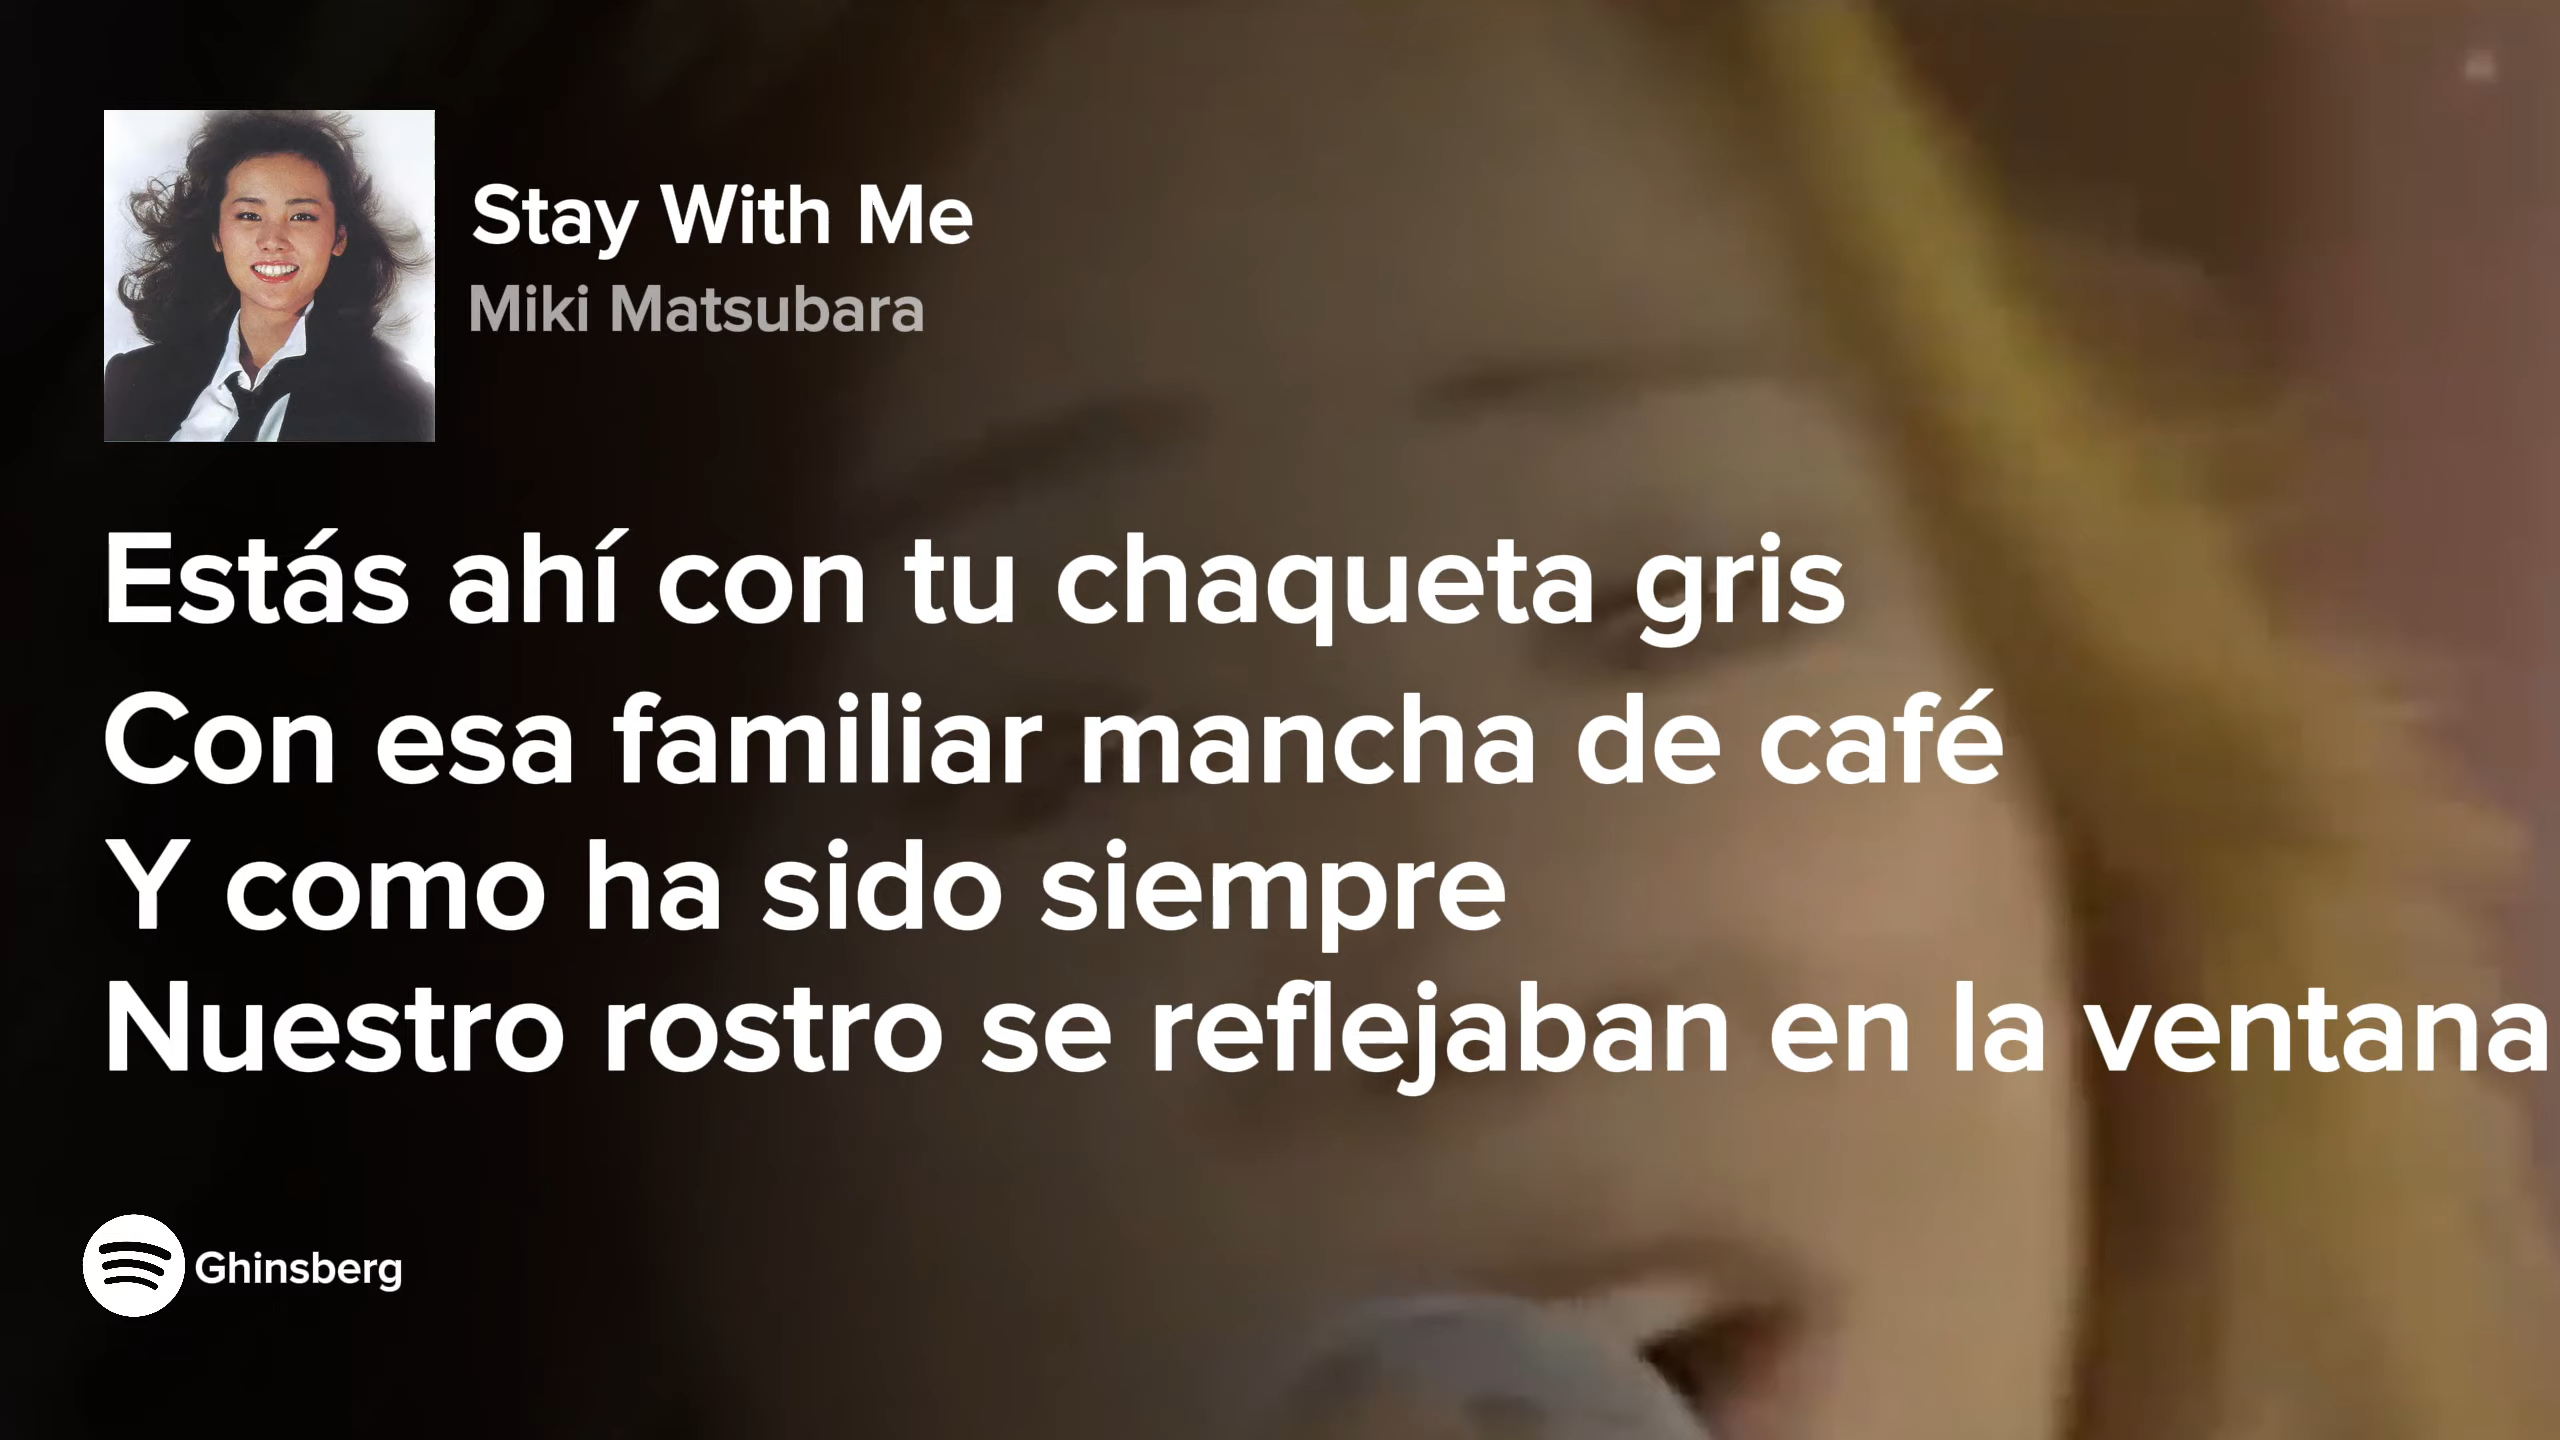 Stay With Me
Miki Matsubara
Estás ahí con tu chaqueta gris
Con esa familiar mancha de café
Y como ha sido siempre
Nuestro rostro se reflejaban en la ventana
Ghinsberg